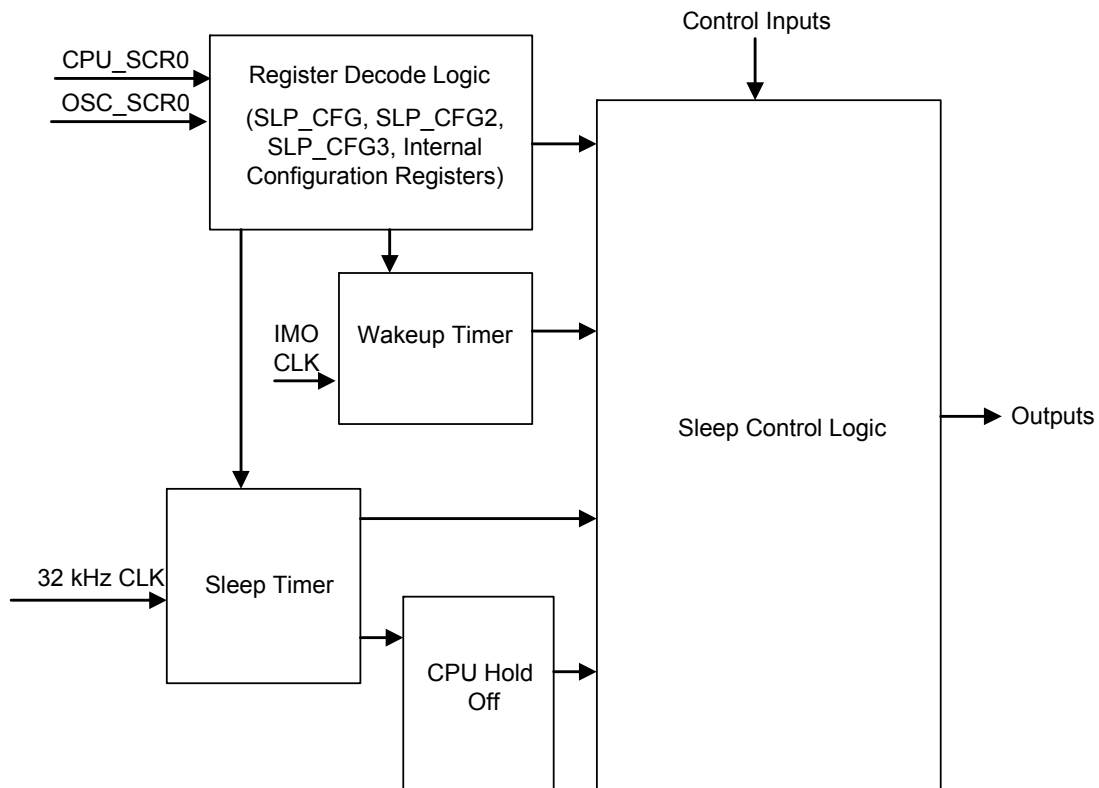 Control Inputs
CPU_SCR0
OSC_SCR0
Register Decode Logic
(SLP_CFG, SLP_CFG2,
SLP_CFG3, Internal
Configuration Registers)
IMO
CLK
Wakeup Timer
Sleep Control Logic
Outputs
32 kHz CLK
Sleep Timer
CPU Hold
Off